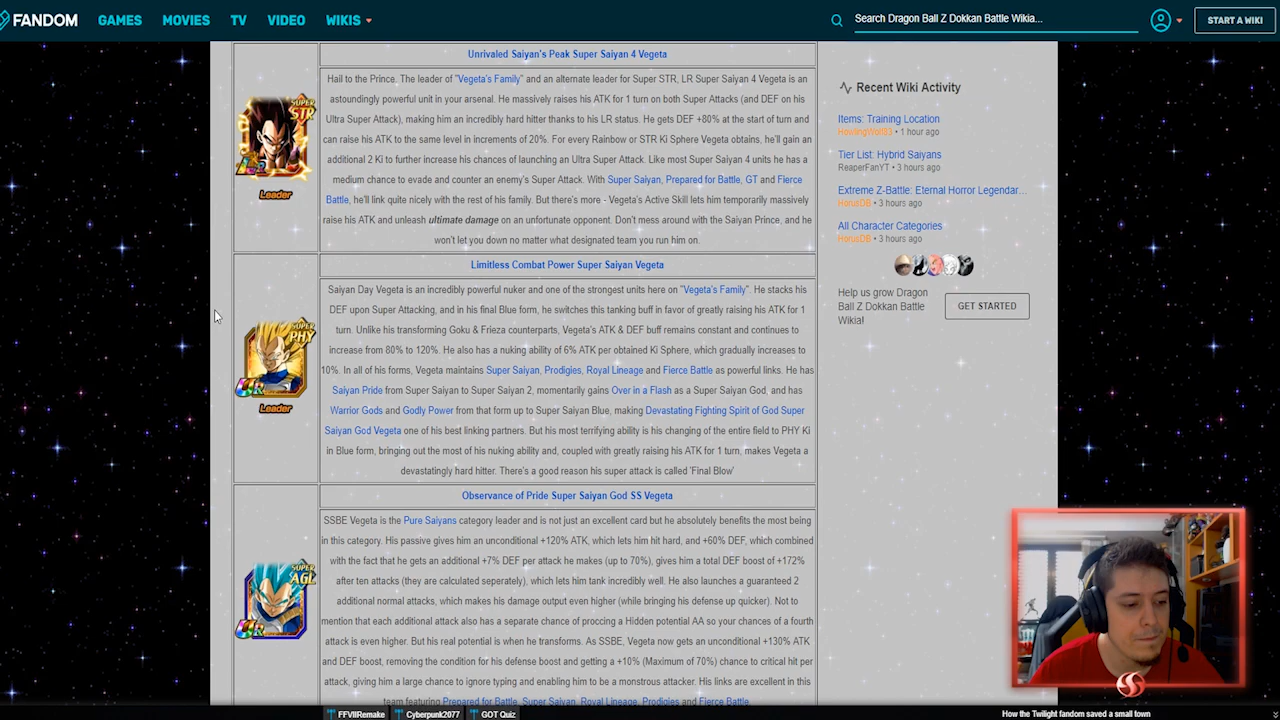 FANDOM GAMES MOVIES TV VIDEO WIKIS Search Dragon Ball Z Dokkan Battle Wikia... START A WIKI
Unrivaled Saiyan's Peak Super Saiyan 4 Vegeta
Hail to the Prince. The leader of "Vegeta's Family" and an alternate leader for Super STR, LR Super Saiyan 4 Vegeta is an
astoundingly powerful unit in your arsenal. He massively raises his ATK for 1 turn on both Super Attacks (and DEF on his
Ultra Super Attack), making him an incredibly hard hitter thanks to his LR status. He gets DEF +80% at the start of turn and
can raise his ATK to the same level in increments of 20%. For every Rainbow or STR Ki Sphere Vegeta obtains, he'll gain an
additional 2 Ki to further increase his chances of launching an Ultra Super Attack. Like most Super Saiyan 4 units he has a
medium chance to evade and counter an enemy's Super Attack. With Super Saiyan, Prepared for Battle, GT and Fierce
Battle, he'll link quite nicely with the rest of his family. But there's more - Vegeta's Active Skill lets him temporarily massively
raise his ATK and unleash ultimate damage on an unfortunate opponent. Don't mess around with the Saiyan Prince, and he
won't let you down no matter what designated team you run him on.
SUPER STR
LR
Leader
Limitless Combat Power Super Saiyan Vegeta
Saiyan Day Vegeta is an incredibly powerful nuker and one of the strongest units here on "Vegeta's Family". He stacks his
DEF upon Super Attacking, and in his final Blue form, he switches this tanking buff in favor of greatly raising his ATK for 1
turn. Unlike his transforming Goku & Frieza counterparts, Vegeta's ATK & DEF buff remains constant and continues to
increase from 80% to 120%. He also has a nuking ability of 6% ATK per obtained Ki Sphere, which gradually increases to
10%. In all of his forms, Vegeta maintains Super Saiyan, Prodigies, Royal Lineage and Fierce Battle as powerful links. He has
Saiyan Pride from Super Saiyan to Super Saiyan 2, momentarily gains Over in a Flash as a Super Saiyan God, and has
Warrior Gods and Godly Power from that form up to Super Saiyan Blue, making Devastating Fighting Spirit of God Super
Saiyan God Vegeta one of his best linking partners. But his most terrifying ability is his changing of the entire field to PHY Ki
in Blue form, bringing out the most of his nuking ability and, coupled with greatly raising his ATK for 1 turn, makes Vegeta a
devastatingly hard hitter. There's a good reason his super attack is called 'Final Blow'
SUPER PHY
UR
Leader
Observance of Pride Super Saiyan God SS Vegeta
SSBE Vegeta is the Pure Saiyans category leader and is not just an excellent card but he absolutely benefits the most being
in this category. His passive gives him an unconditional +120% ATK, which lets him hit hard, and +60% DEF, which combined
with the fact that he gets an additional +7% DEF per attack he makes (up to 70%), gives him a total DEF boost of +172%
after ten attacks (they are calculated seperately), which lets him tank incredibly well. He also launches a guaranteed 2
additional normal attacks, which makes his damage output even higher (while bringing his defense up quicker). Not to
mention that each additional attack also has a separate chance of proccing a Hidden potential AA so your chances of a fourth
attack is even higher. But his real potential is when he transforms. As SSBE, Vegeta now gets an unconditional +130% ATK
and DEF boost, removing the condition for his defense boost and getting a +10% (Maximum of 70%) chance to critical hit per
attack, giving him a large chance to ignore typing and enabling him to be a monstrous attacker. His links are excellent in this
team featuring Prepared for Battle, Super Saiyan, Royal Lineage, Prodigies and Fierce Battle.
SUPER AGL
UR
Recent Wiki Activity
Items: Training Location
HowlingWolf23 • 1 hour ago
Tier List: Hybrid Saiyans
ReaperFanYT • 3 hours ago
Extreme Z-Battle: Eternal Horror Legendar...
HorusDB • 3 hours ago
All Character Categories
HorusDB • 3 hours ago
Help us grow Dragon
Ball Z Dokkan Battle
Wikia!
GET STARTED
FFVIIRemake Cyberpunk2077 GOT Quiz How the Twilight fandom saved a small town